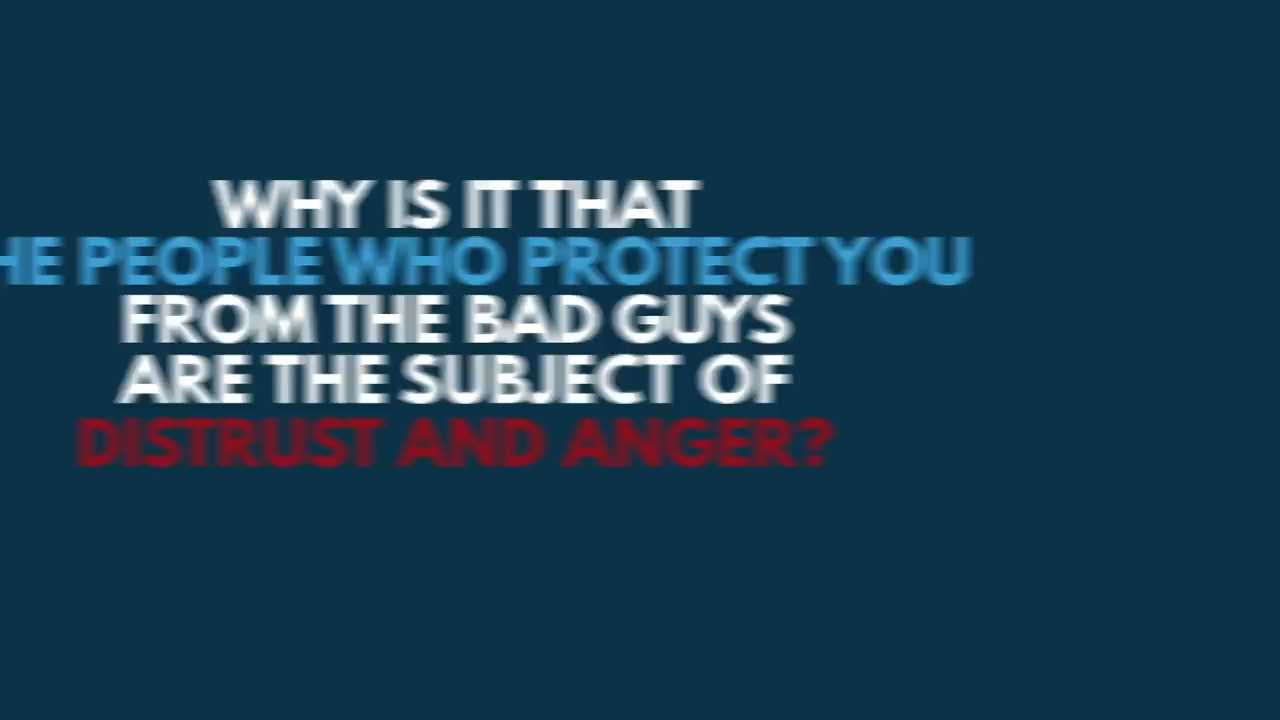 WHY IS IT THAT
HE PEOPLE WHO PROTECT YOU
FROM THE BAD GUYS
ARE THE SUBJECT OF
DISTRUST AND ANGER?